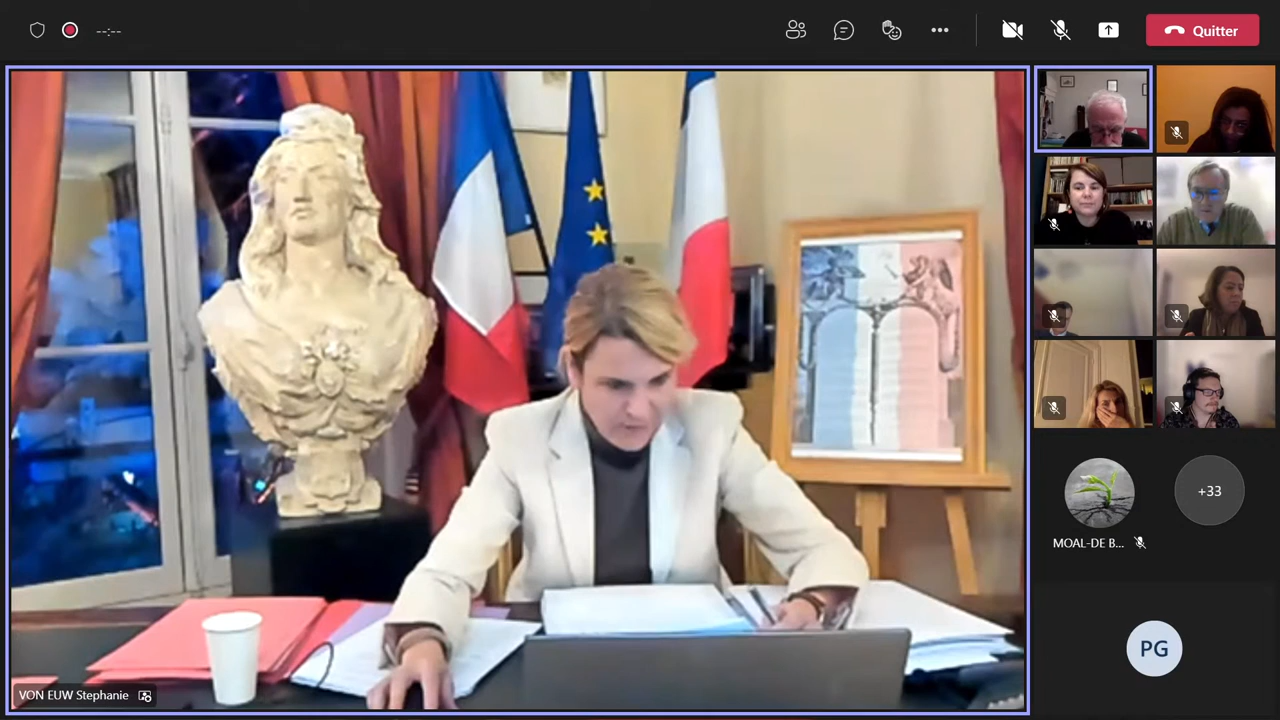 --:--
Quitter
+33
MOAL-DE B...
PG
VON EUW Stephanie